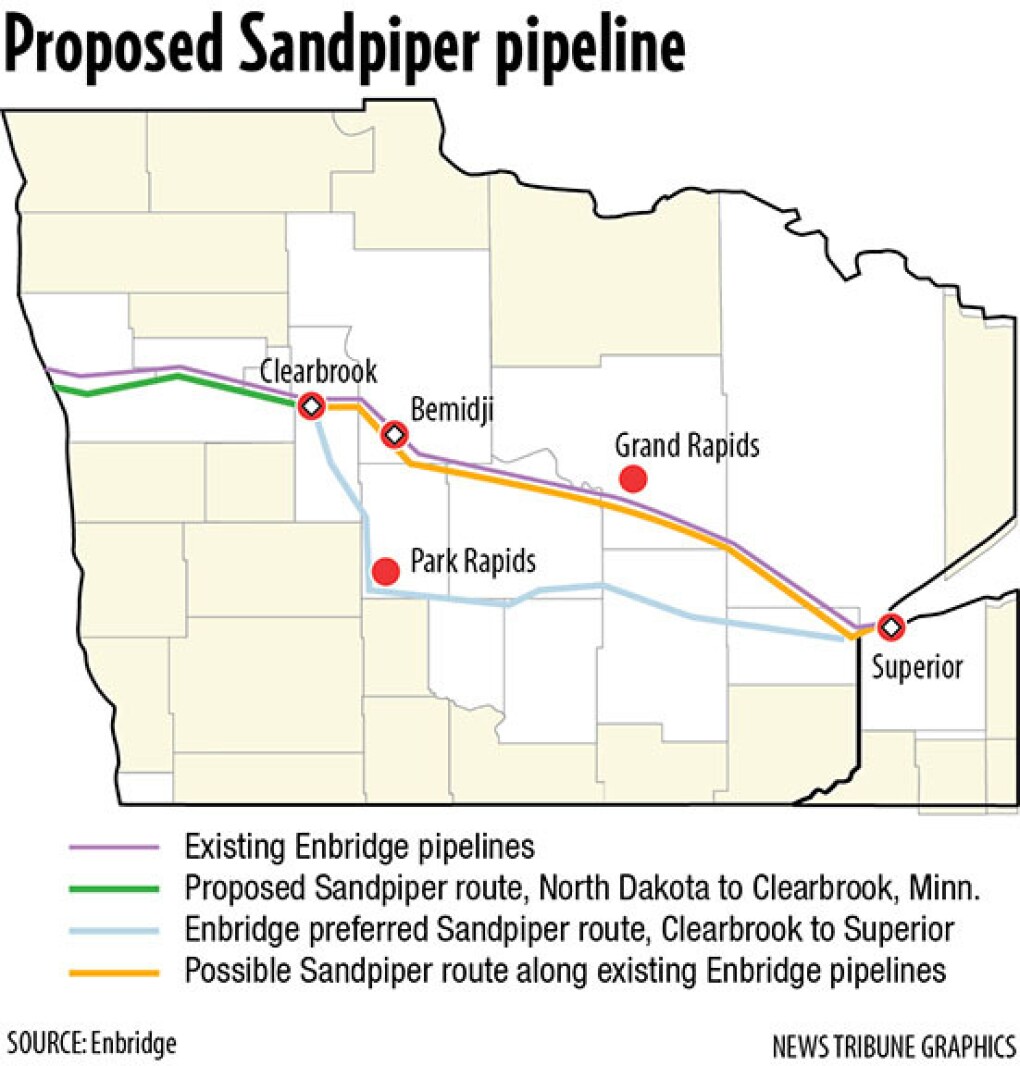 Proposed Sandpiper pipeline
Clearbrook
Bemidji
Grand Rapids
Park Rapids
Superior
Existing Enbridge pipelines
Proposed Sandpiper route, North Dakota to Clearbrook, Minn.
Enbridge preferred Sandpiper route, Clearbrook to Superior
Possible Sandpiper route along existing Enbridge pipelines
SOURCE: Enbridge
NEWS TRIBUNE GRAPHICS